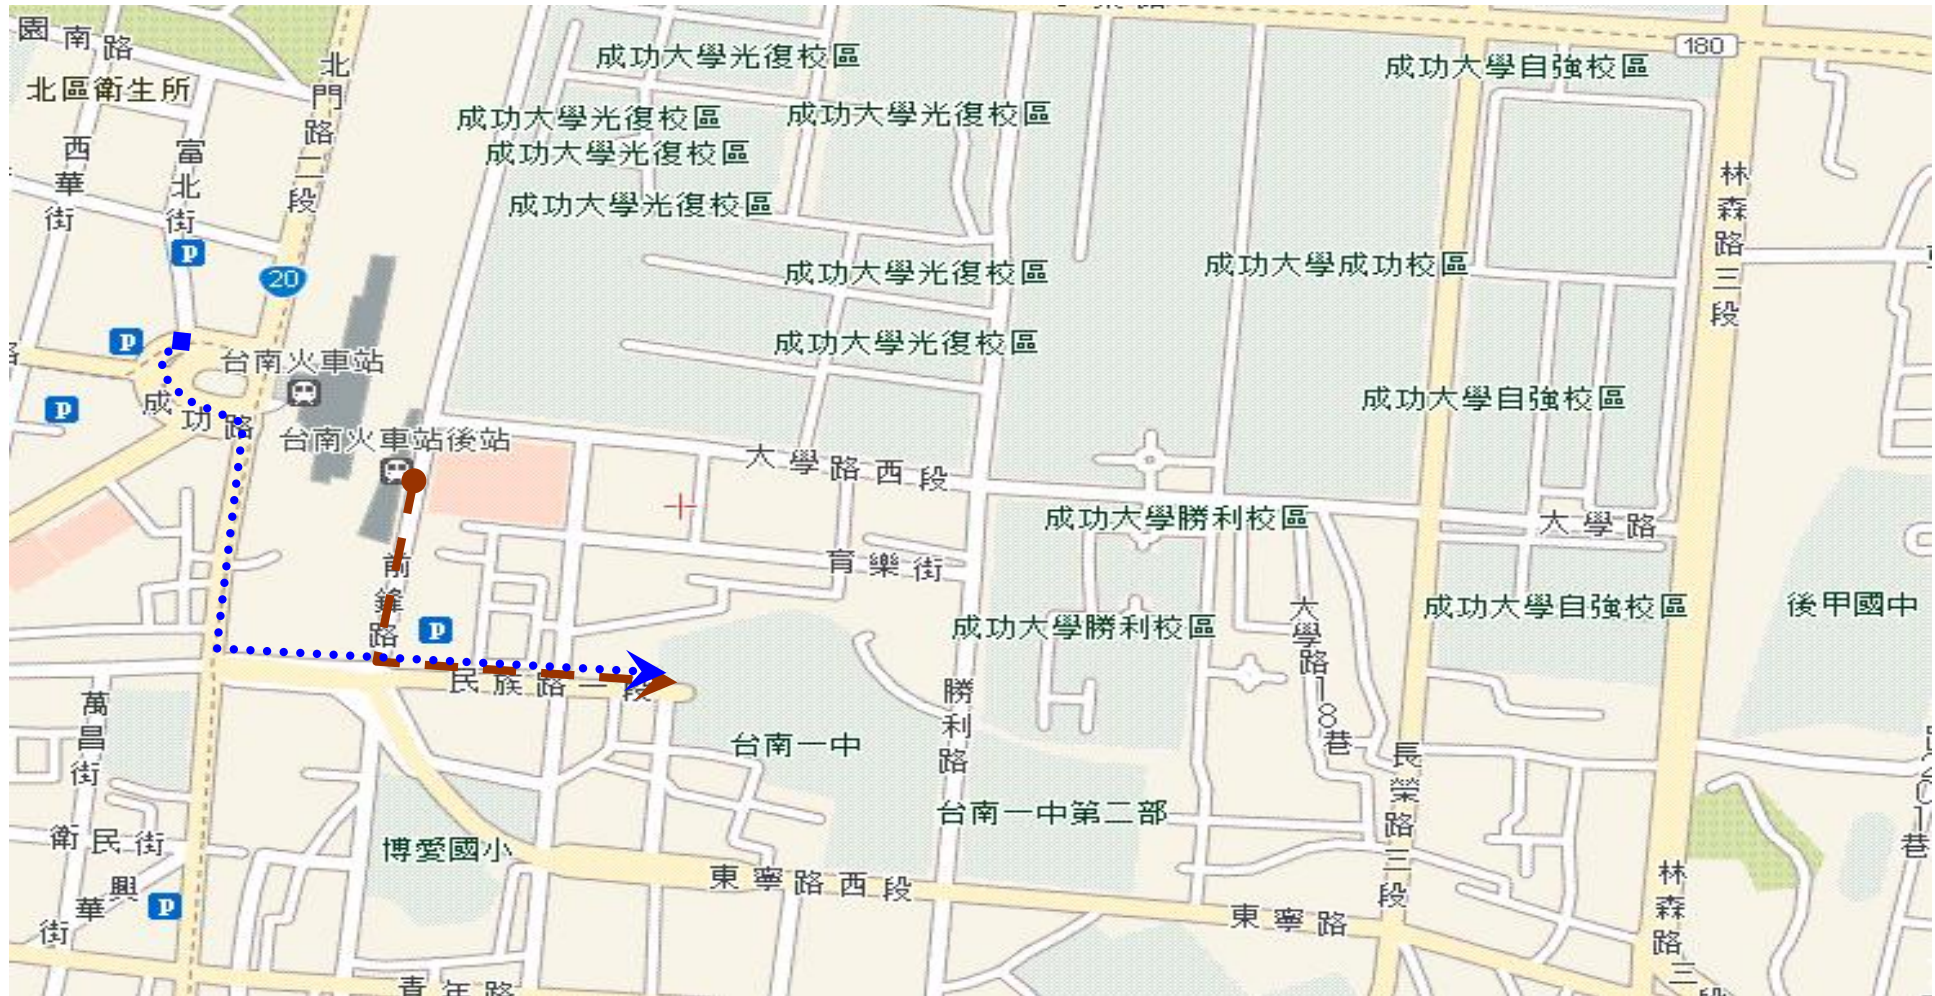 園南路
北區衛生所
北門路二段
西華街
富北街
P
20
P
台南火車站
P
成功路
台南火車站後站
成功大學光復校區
成功大學光復校區
成功大學光復校區
成功大學光復校區
成功大學光復校區
成功大學光復校區
成功大學光復校區
成功大學自強校區
180
林森路三段
成功大學成功校區
成功大學自強校區
大學路西段
成功大學勝利校區
大學路
育樂街
前鋒路
P
成功大學勝利校區
大學路18巷
成功大學自強校區
後甲國中
民族路一段
勝利路
台南一中
萬昌街
長榮路三段
台南一中第二部
衛民街
博愛國小
東寧路西段
東寧路
林森路二
P
興華街
青年路
巷